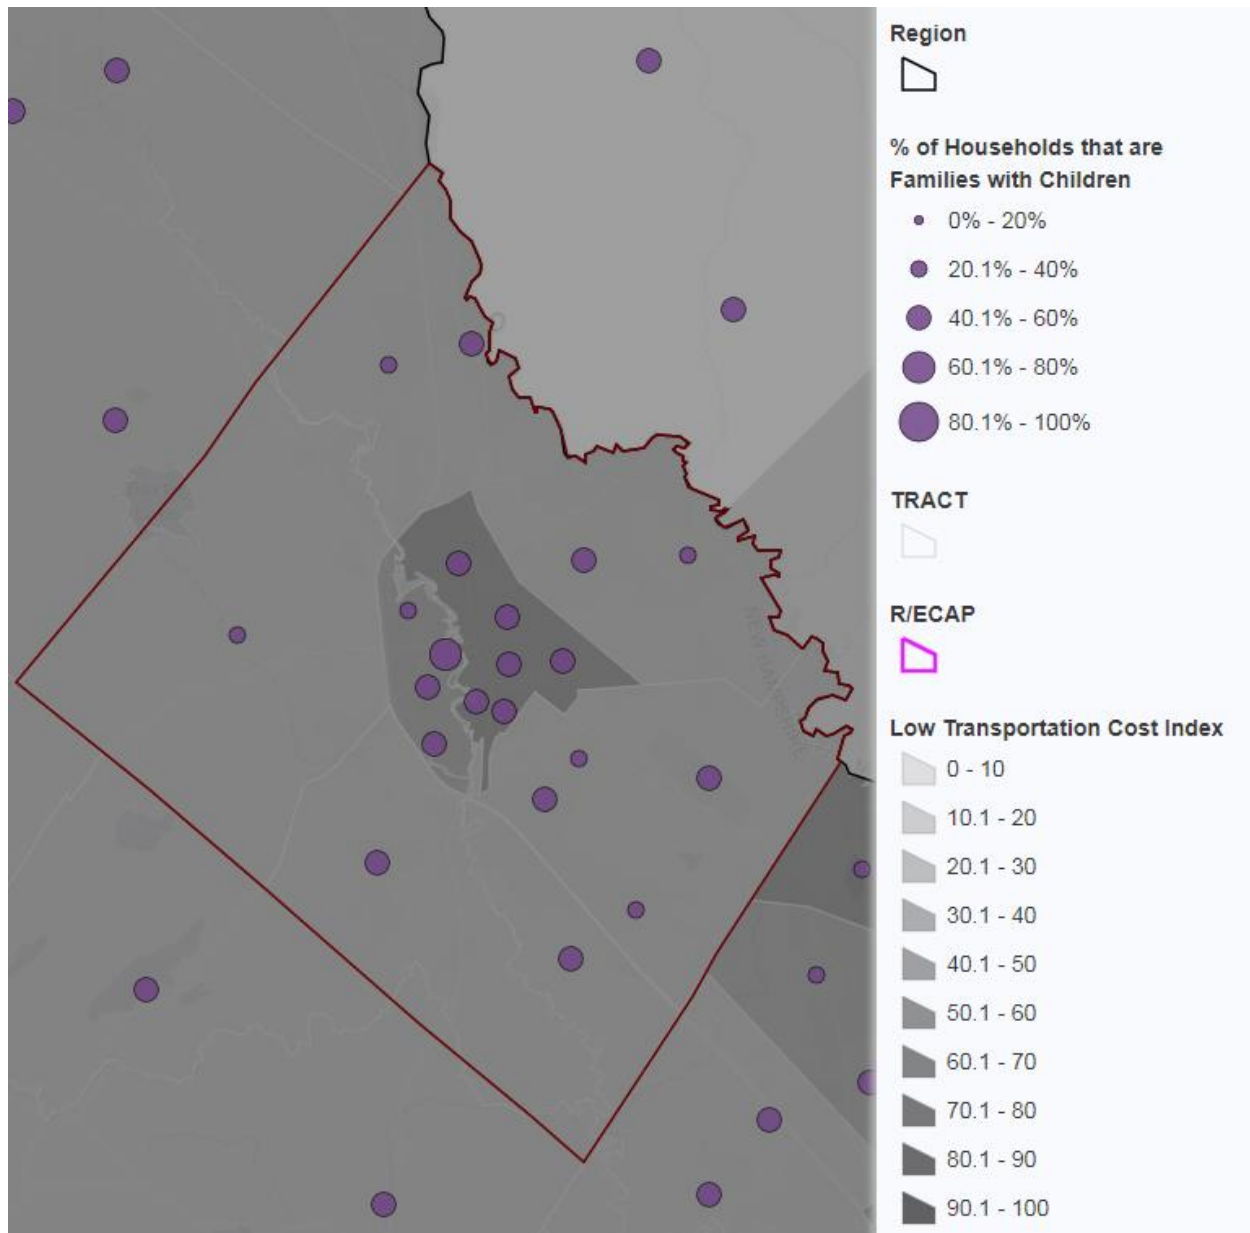 Region
% of Households that are
Families with Children
0% - 20%
20.1% - 40%
40.1% - 60%
60.1% - 80%
80.1% - 100%
TRACT
R/ECAP
Low Transportation Cost Index
0 - 10
10.1 - 20
20.1 - 30
30.1 - 40
40.1 - 50
50.1 - 60
60.1 - 70
70.1 - 80
80.1 - 90
90.1 - 100